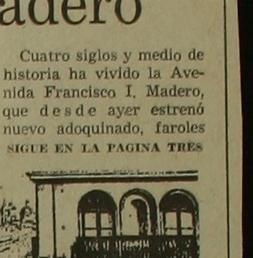 adero
Cuatro siglos y medio de
historia ha vivido la Ave-
nida Francisco I. Madero,
que desde ayer estrenó
nuevo adoquinado, faroles
SIGUE EN LA PAGINA TRES